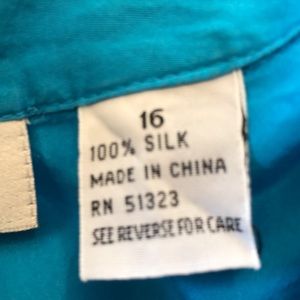 16
100% SILK
MADE IN CHINA
RN 51323
SEE REVERSE FOR CARE